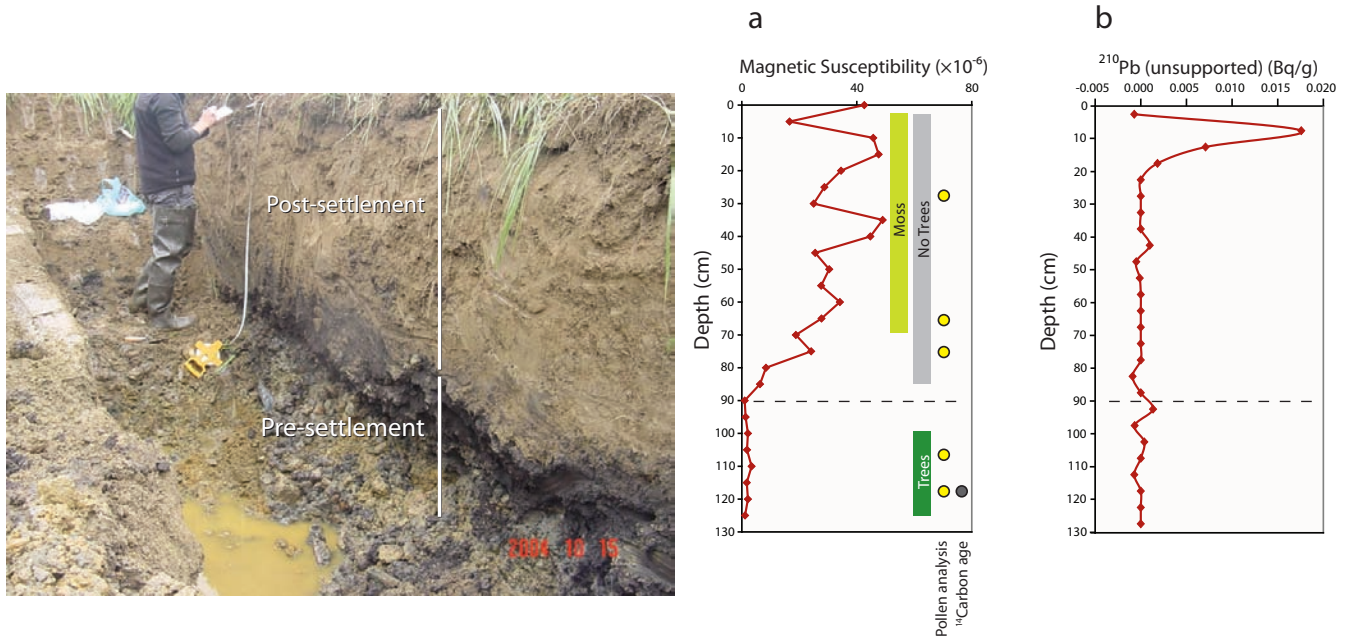 Post-settlement
Pre-settlement
2004 10 15
a
Magnetic Susceptibility (×10⁻⁶)
0 40 80
0
10
20
30
40
50
60
70
80
90
100
110
120
130
Depth (cm)
Moss
No Trees
Trees
Pollen analysis
¹⁴Carbon age
b
²¹⁰Pb (unsupported) (Bq/g)
-0.005 0.000 0.005 0.010 0.015 0.020
0
10
20
30
40
50
60
70
80
90
100
110
120
130
Depth (cm)